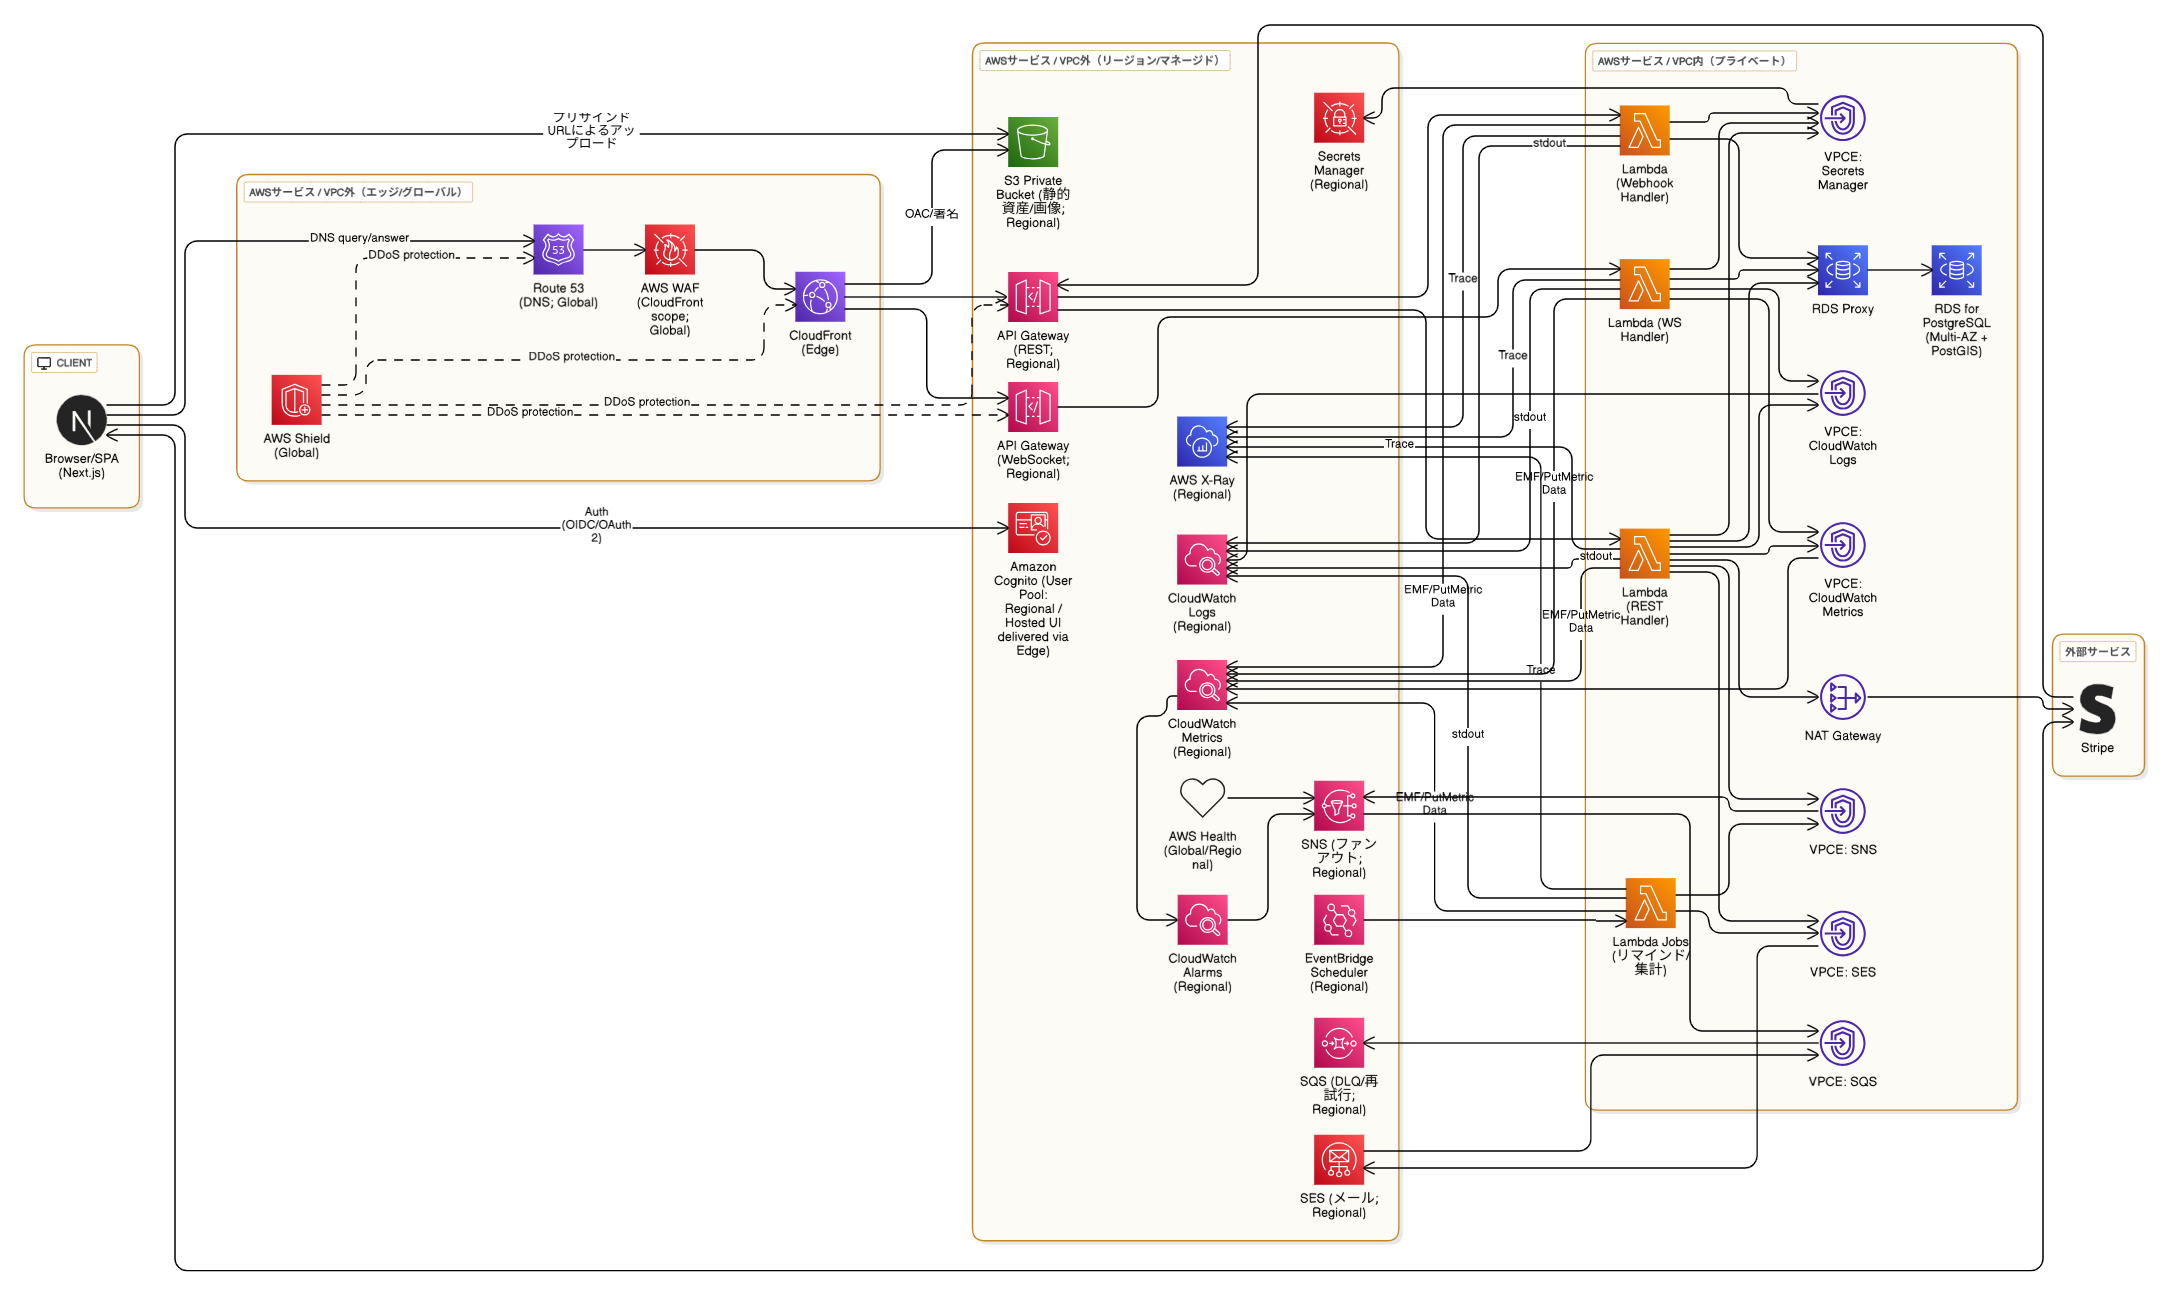 CLIENT
Browser/SPA
(Next.js)
プリサインド
URLによるアッ
プロード
AWSサービス / VPC外（エッジ/グローバル）
DNS query/answer
DDoS protection
53
Route 53
(DNS; Global)
AWS WAF
(CloudFront
scope;
Global)
CloudFront
(Edge)
DDoS protection
AWS Shield
(Global)
DDoS protection
DDoS protection
OAC/署名
Auth
(OIDC/OAuth
2)
AWSサービス / VPC外（リージョン/マネージド）
S3 Private
Bucket (静的
資産/画像;
Regional)
API Gateway
(REST;
Regional)
API Gateway
(WebSocket;
Regional)
Amazon
Cognito (User
Pool:
Regional /
Hosted UI
delivered via
Edge)
Secrets
Manager
(Regional)
AWS X-Ray
(Regional)
CloudWatch
Logs
(Regional)
CloudWatch
Metrics
(Regional)
AWS Health
(Global/Regio
nal)
CloudWatch
Alarms
(Regional)
SNS (ファン
アウト;
Regional)
EventBridge
Scheduler
(Regional)
SQS (DLQ/再
試行;
Regional)
SES (メール;
Regional)
stdout
Trace
Trace
stdout
Trace
EMF/PutMetric
Data
stdout
EMF/PutMetric
Data
EMF/PutMetric
Data
Trace
stdout
EMF/PutMetric
Data
AWSサービス / VPC内（プライベート）
Lambda
(Webhook
Handler)
Lambda (WS
Handler)
Lambda
(REST
Handler)
Lambda Jobs
(リマインド/
集計)
VPCE:
Secrets
Manager
RDS Proxy
RDS for
PostgreSQL
(Multi-AZ +
PostGIS)
VPCE:
CloudWatch
Logs
VPCE:
CloudWatch
Metrics
NAT Gateway
VPCE: SNS
VPCE: SES
VPCE: SQS
外部サービス
Stripe